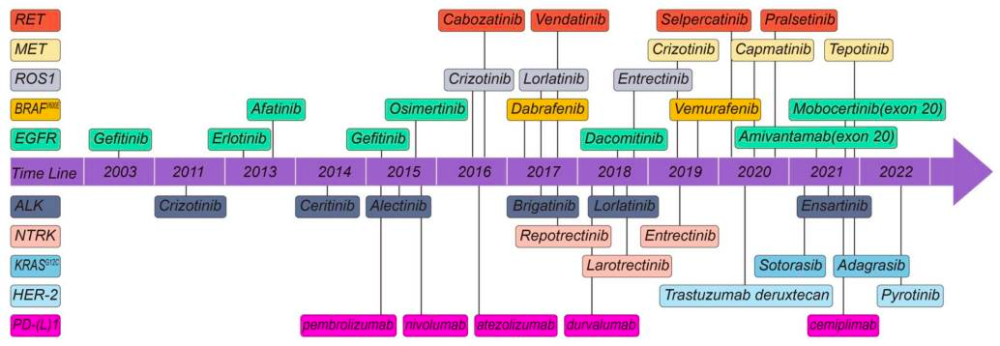 RET Cabozatinib Vendatinib Selpercatinib Pralsetinib
MET Crizotinib Capmatinib Tepotinib
ROS1 Crizotinib Lorlatinib Entrectinib
BRAFV600E Afatinib Osimertinib Dabrafenib Vemurafenib Mobocertinib(exon 20)
EGFR Gefitinib Erlotinib Gefitinib Dacomitinib Amivantamab(exon 20)
Time Line 2003 2011 2013 2014 2015 2016 2017 2018 2019 2020 2021 2022
ALK Crizotinib Ceritinib Alectinib Brigatinib Lorlatinib Ensartinib
NTRK Repotrectinib Entrectinib
KRASG12C Larotrectinib Sotorasib Adagrasib
HER-2 Trastuzumab deruxtecan Pyrotinib
PD-(L)1 pembrolizumab nivolumab atezolizumab durvalumab cemiplimab